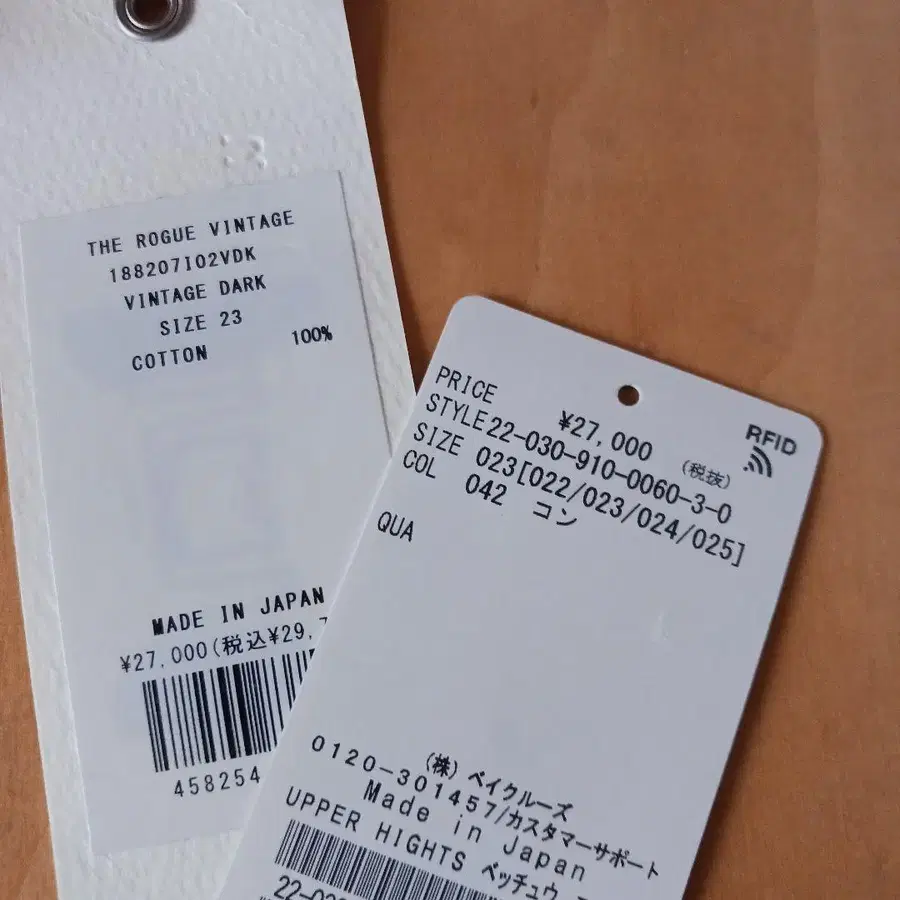 THE ROGUE VINTAGE
188207I02VDK
VINTAGE DARK
SIZE 23
COTTON 100%
MADE IN JAPAN
¥27,000(税込¥29,
458254
RFID
PRICE ¥27,000 (税抜)
STYLE 22-030-910-0060-3-0
SIZE 023[022/023/024/025]
COL 042 コン
QUA
(株) ベイクルーズ
0120-301457/カスタマーサポート
Made in Japan
UPPER HIGHTS ベッチュウ